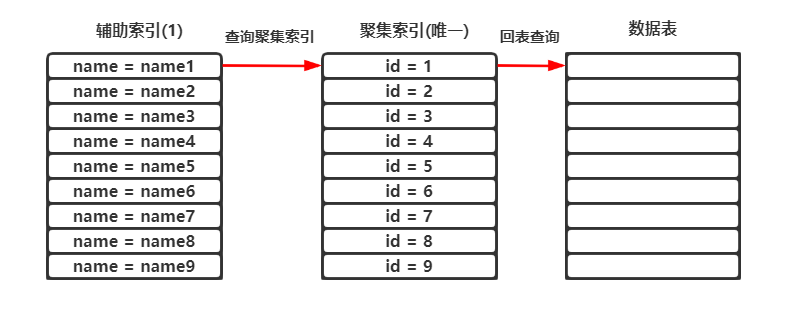 辅助索引(1)
查询聚集索引
聚集索引(唯一)
回表查询
数据表
name = name1
id = 1
name = name2
id = 2
name = name3
id = 3
name = name4
id = 4
name = name5
id = 5
name = name6
id = 6
name = name7
id = 7
name = name8
id = 8
name = name9
id = 9